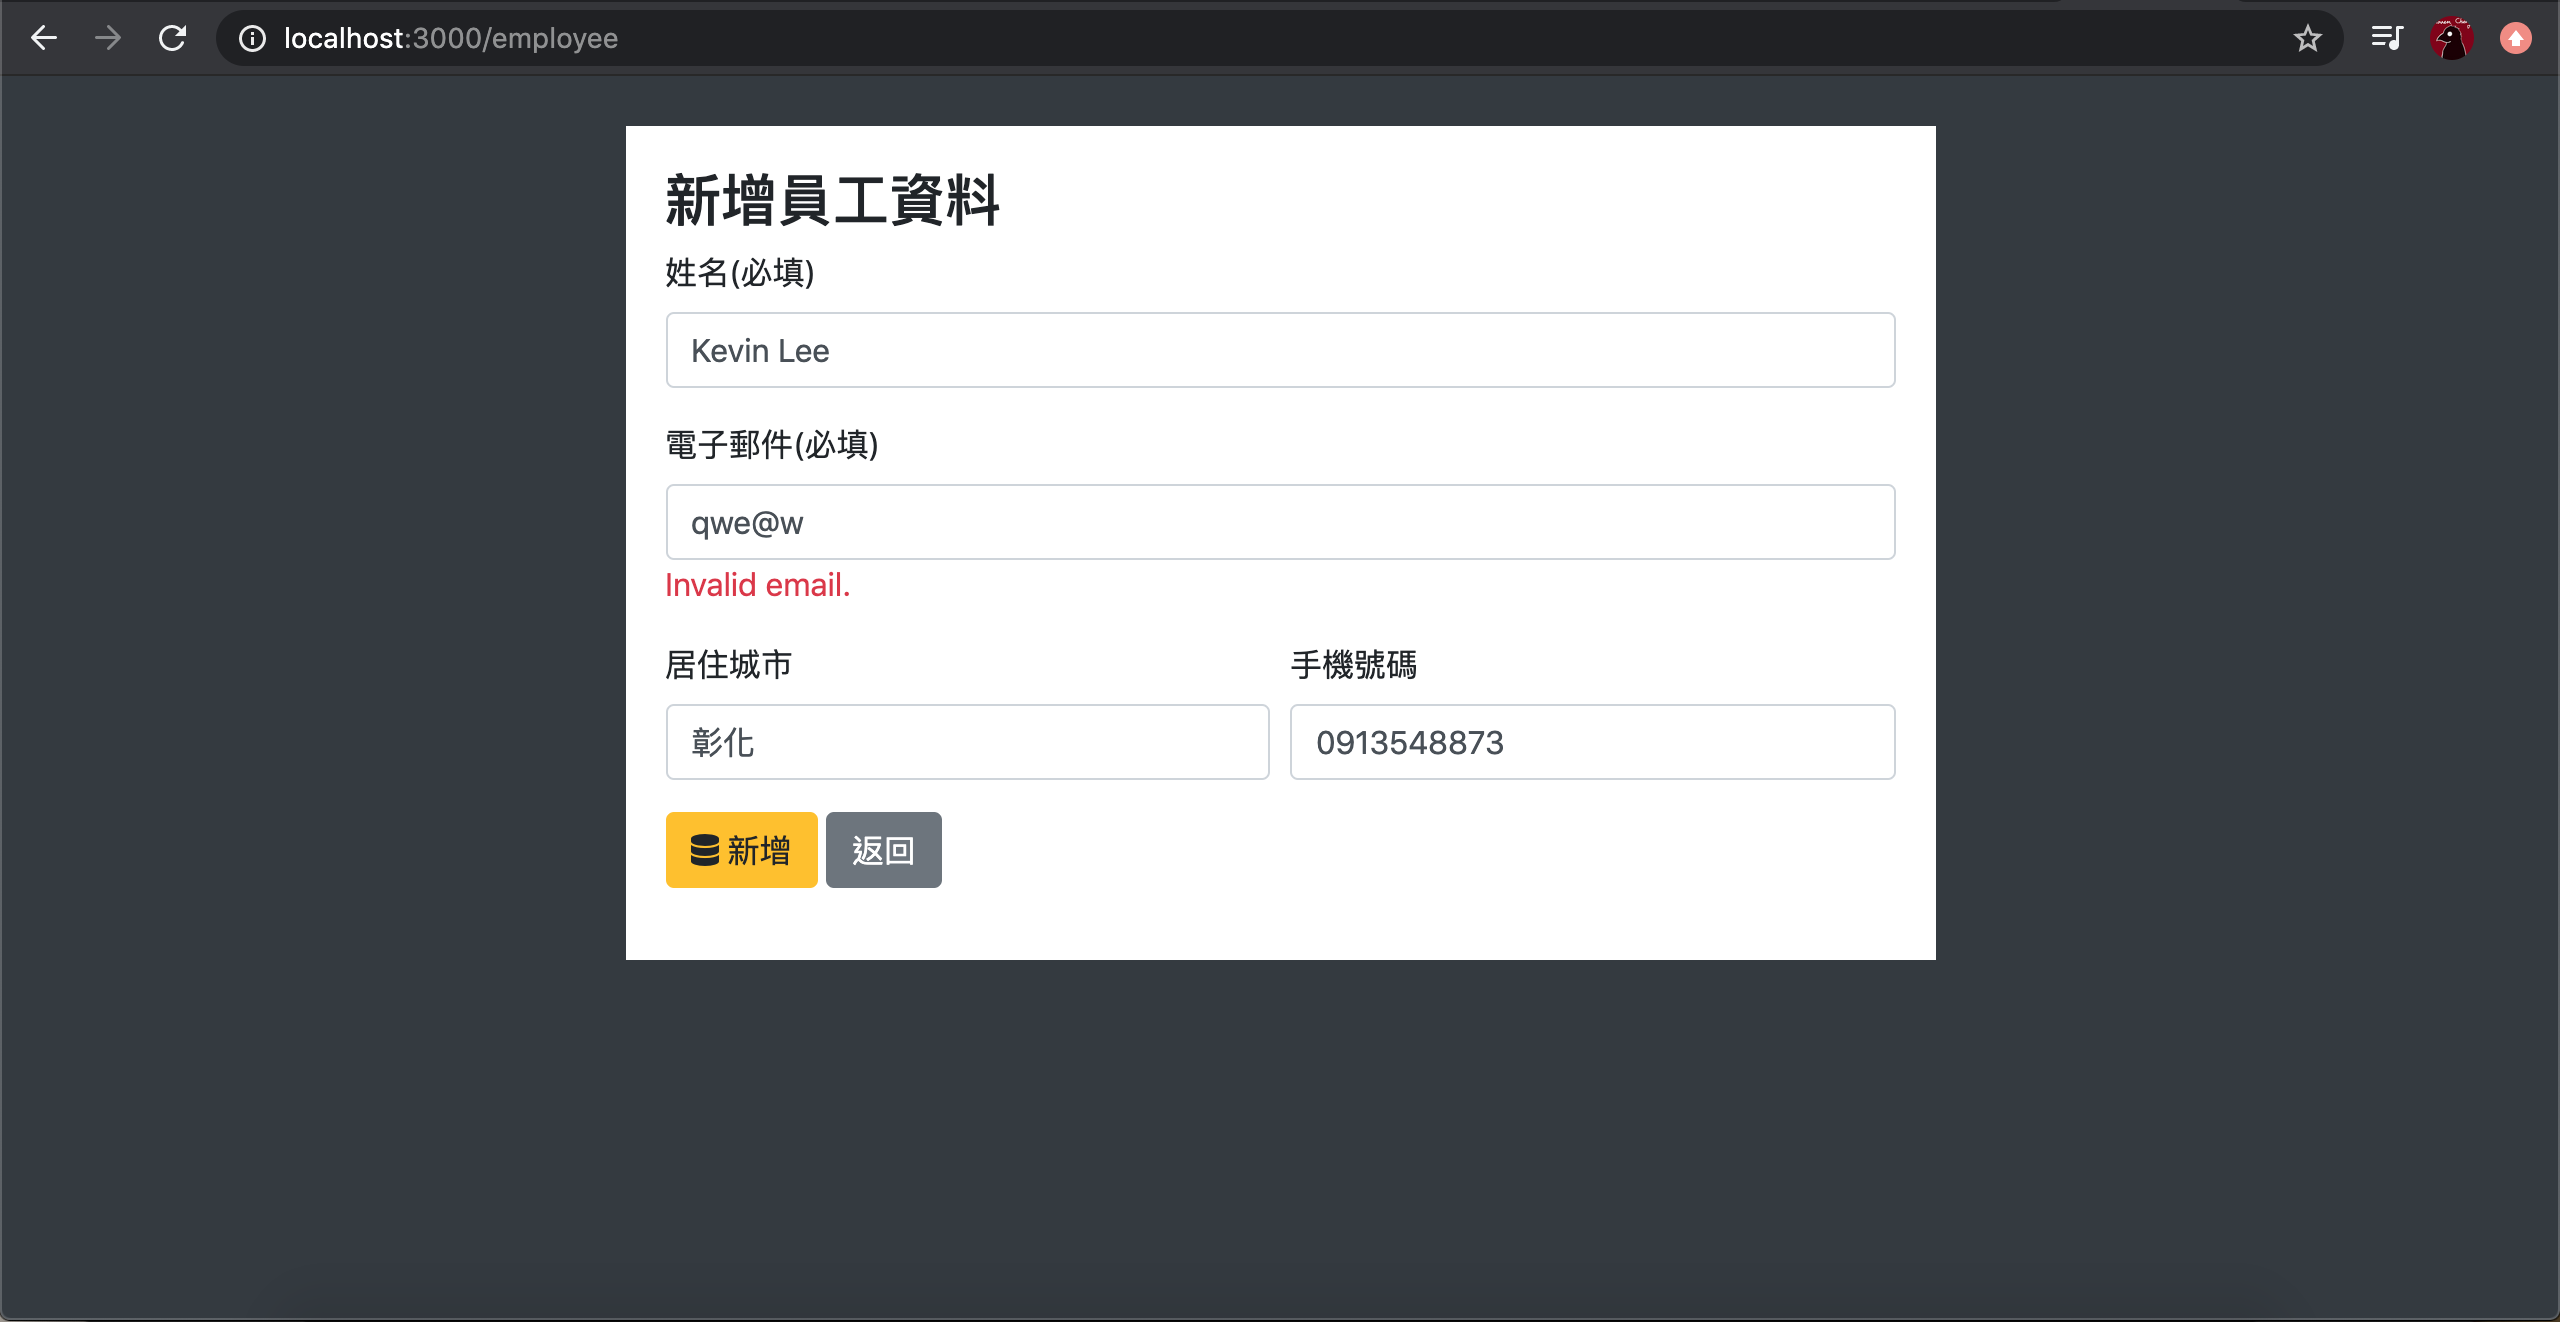 localhost:3000/employee
新增員工資料
姓名(必填)
Kevin Lee
電子郵件(必填)
qwe@w
Invalid email.
居住城市
手機號碼
彰化
0913548873
新增
返回